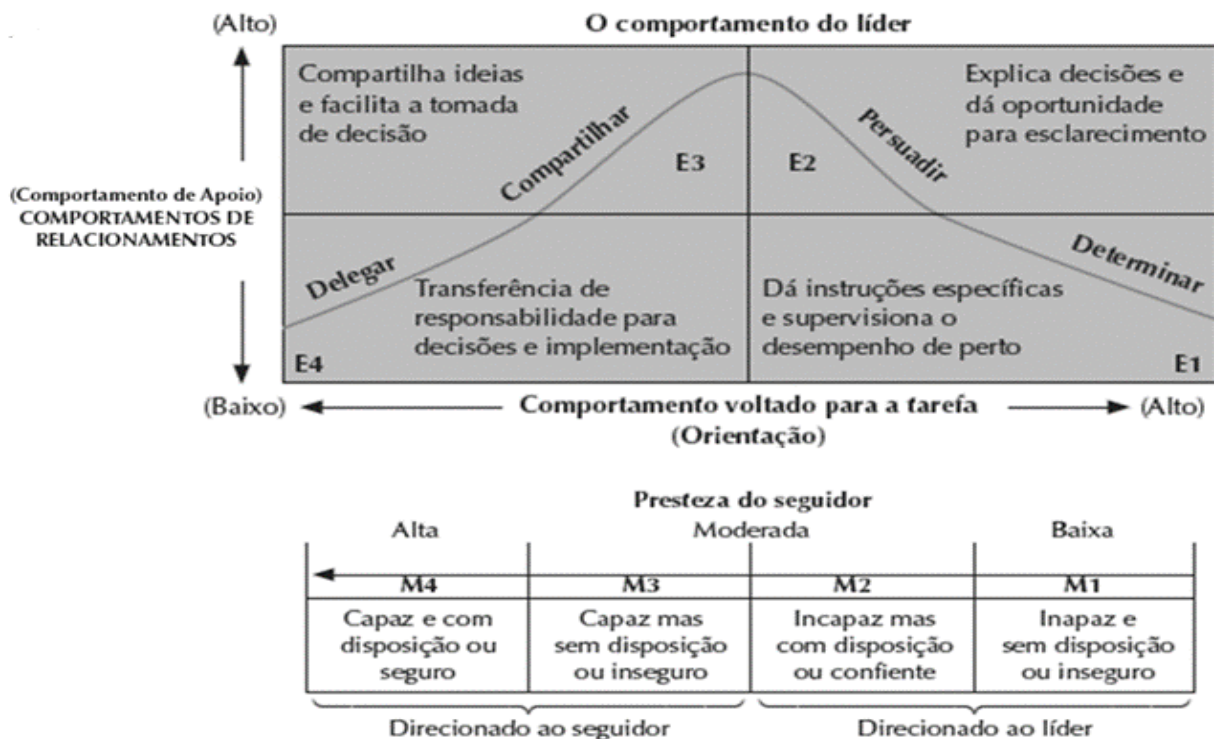 (Alto)
O comportamento do líder
Compartilha ideias
e facilita a tomada
de decisão
Compartilhar
E3
E2
Persuadir
Explica decisões e
dá oportunidade
para esclarecimento
(Comportamento de Apoio)
COMPORTAMENTOS DE
RELACIONAMENTOS
Delegar
Transferência de
responsabilidade para
decisões e implementação
E4
Dá instruções específicas
e supervisiona o
desempenho de perto
Determinar
E1
(Baixo)
Comportamento voltado para a tarefa
(Orientação)
(Alto)
Presteza do seguidor
Alta
Moderada
Baixa
M4
M3
M2
M1
Capaz e com
disposição ou
seguro
Capaz mas
sem disposição
ou inseguro
Incapaz mas
com disposição
ou confiente
Inapaz e
sem disposição
ou inseguro
Direcionado ao seguidor
Direcionado ao líder